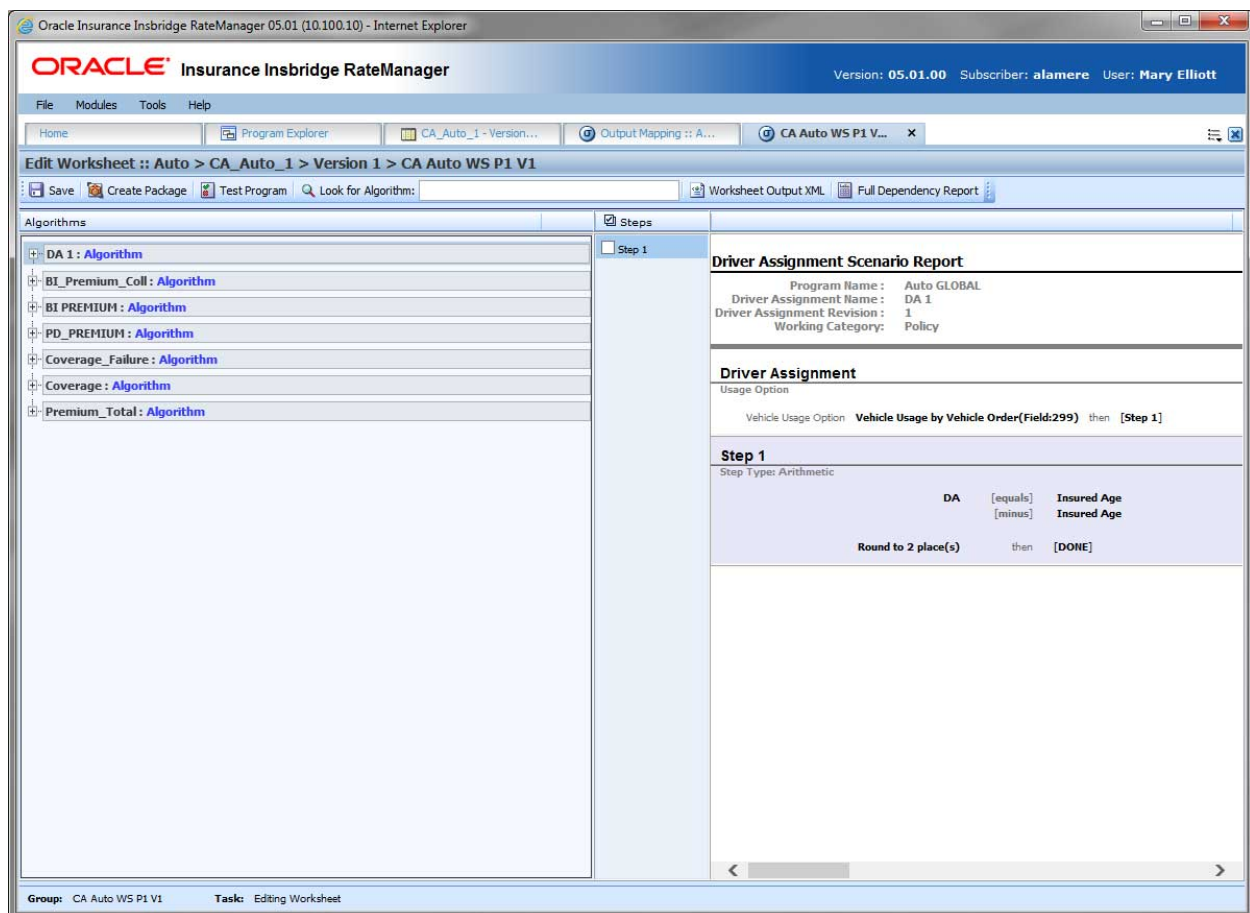 Oracle Insurance Insbridge RateManager 05.01 (10.100.10) - Internet Explorer
ORACLE Insurance Insbridge RateManager
Version: 05.01.00 Subscriber: alamere User: Mary Elliott
File Modules Tools Help
Home Program Explorer CA_Auto_1 - Version... Output Mapping :: A... CA Auto WS P1 V... x
Edit Worksheet :: Auto > CA_Auto_1 > Version 1 > CA Auto WS P1 V1
Save Create Package Test Program Look for Algorithm: Worksheet Output XML Full Dependency Report
Algorithms
DA 1 : Algorithm
BI_Premium_Coll : Algorithm
BI PREMIUM : Algorithm
PD_PREMIUM : Algorithm
Coverage_Failure : Algorithm
Coverage : Algorithm
Premium_Total : Algorithm
Steps
Step 1
Driver Assignment Scenario Report
Program Name : Auto GLOBAL
Driver Assignment Name : DA 1
Driver Assignment Revision : 1
Working Category: Policy
Driver Assignment
Usage Option
Vehicle Usage Option Vehicle Usage by Vehicle Order(Field:299) then [Step 1]
Step 1
Step Type: Arithmetic
DA [equals] Insured Age
[minus] Insured Age
Round to 2 place(s) then [DONE]
Group: CA Auto WS P1 V1 Task: Editing Worksheet